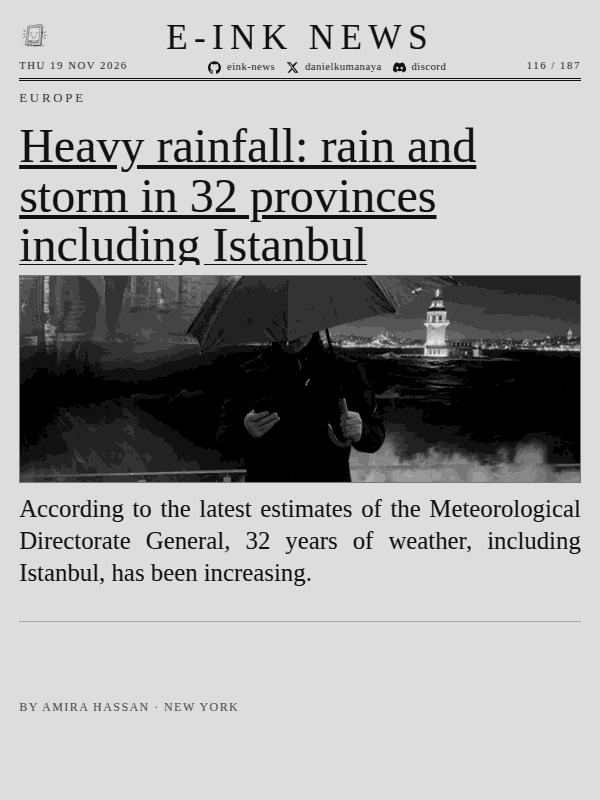 E-INK NEWS
THU 19 NOV 2026
eink-news
danielkumanaya
discord
116 / 187
EUROPE
Heavy rainfall: rain and
storm in 32 provinces
including Istanbul
According to the latest estimates of the Meteorological
Directorate General, 32 years of weather, including
Istanbul, has been increasing.
BY AMIRA HASSAN · NEW YORK